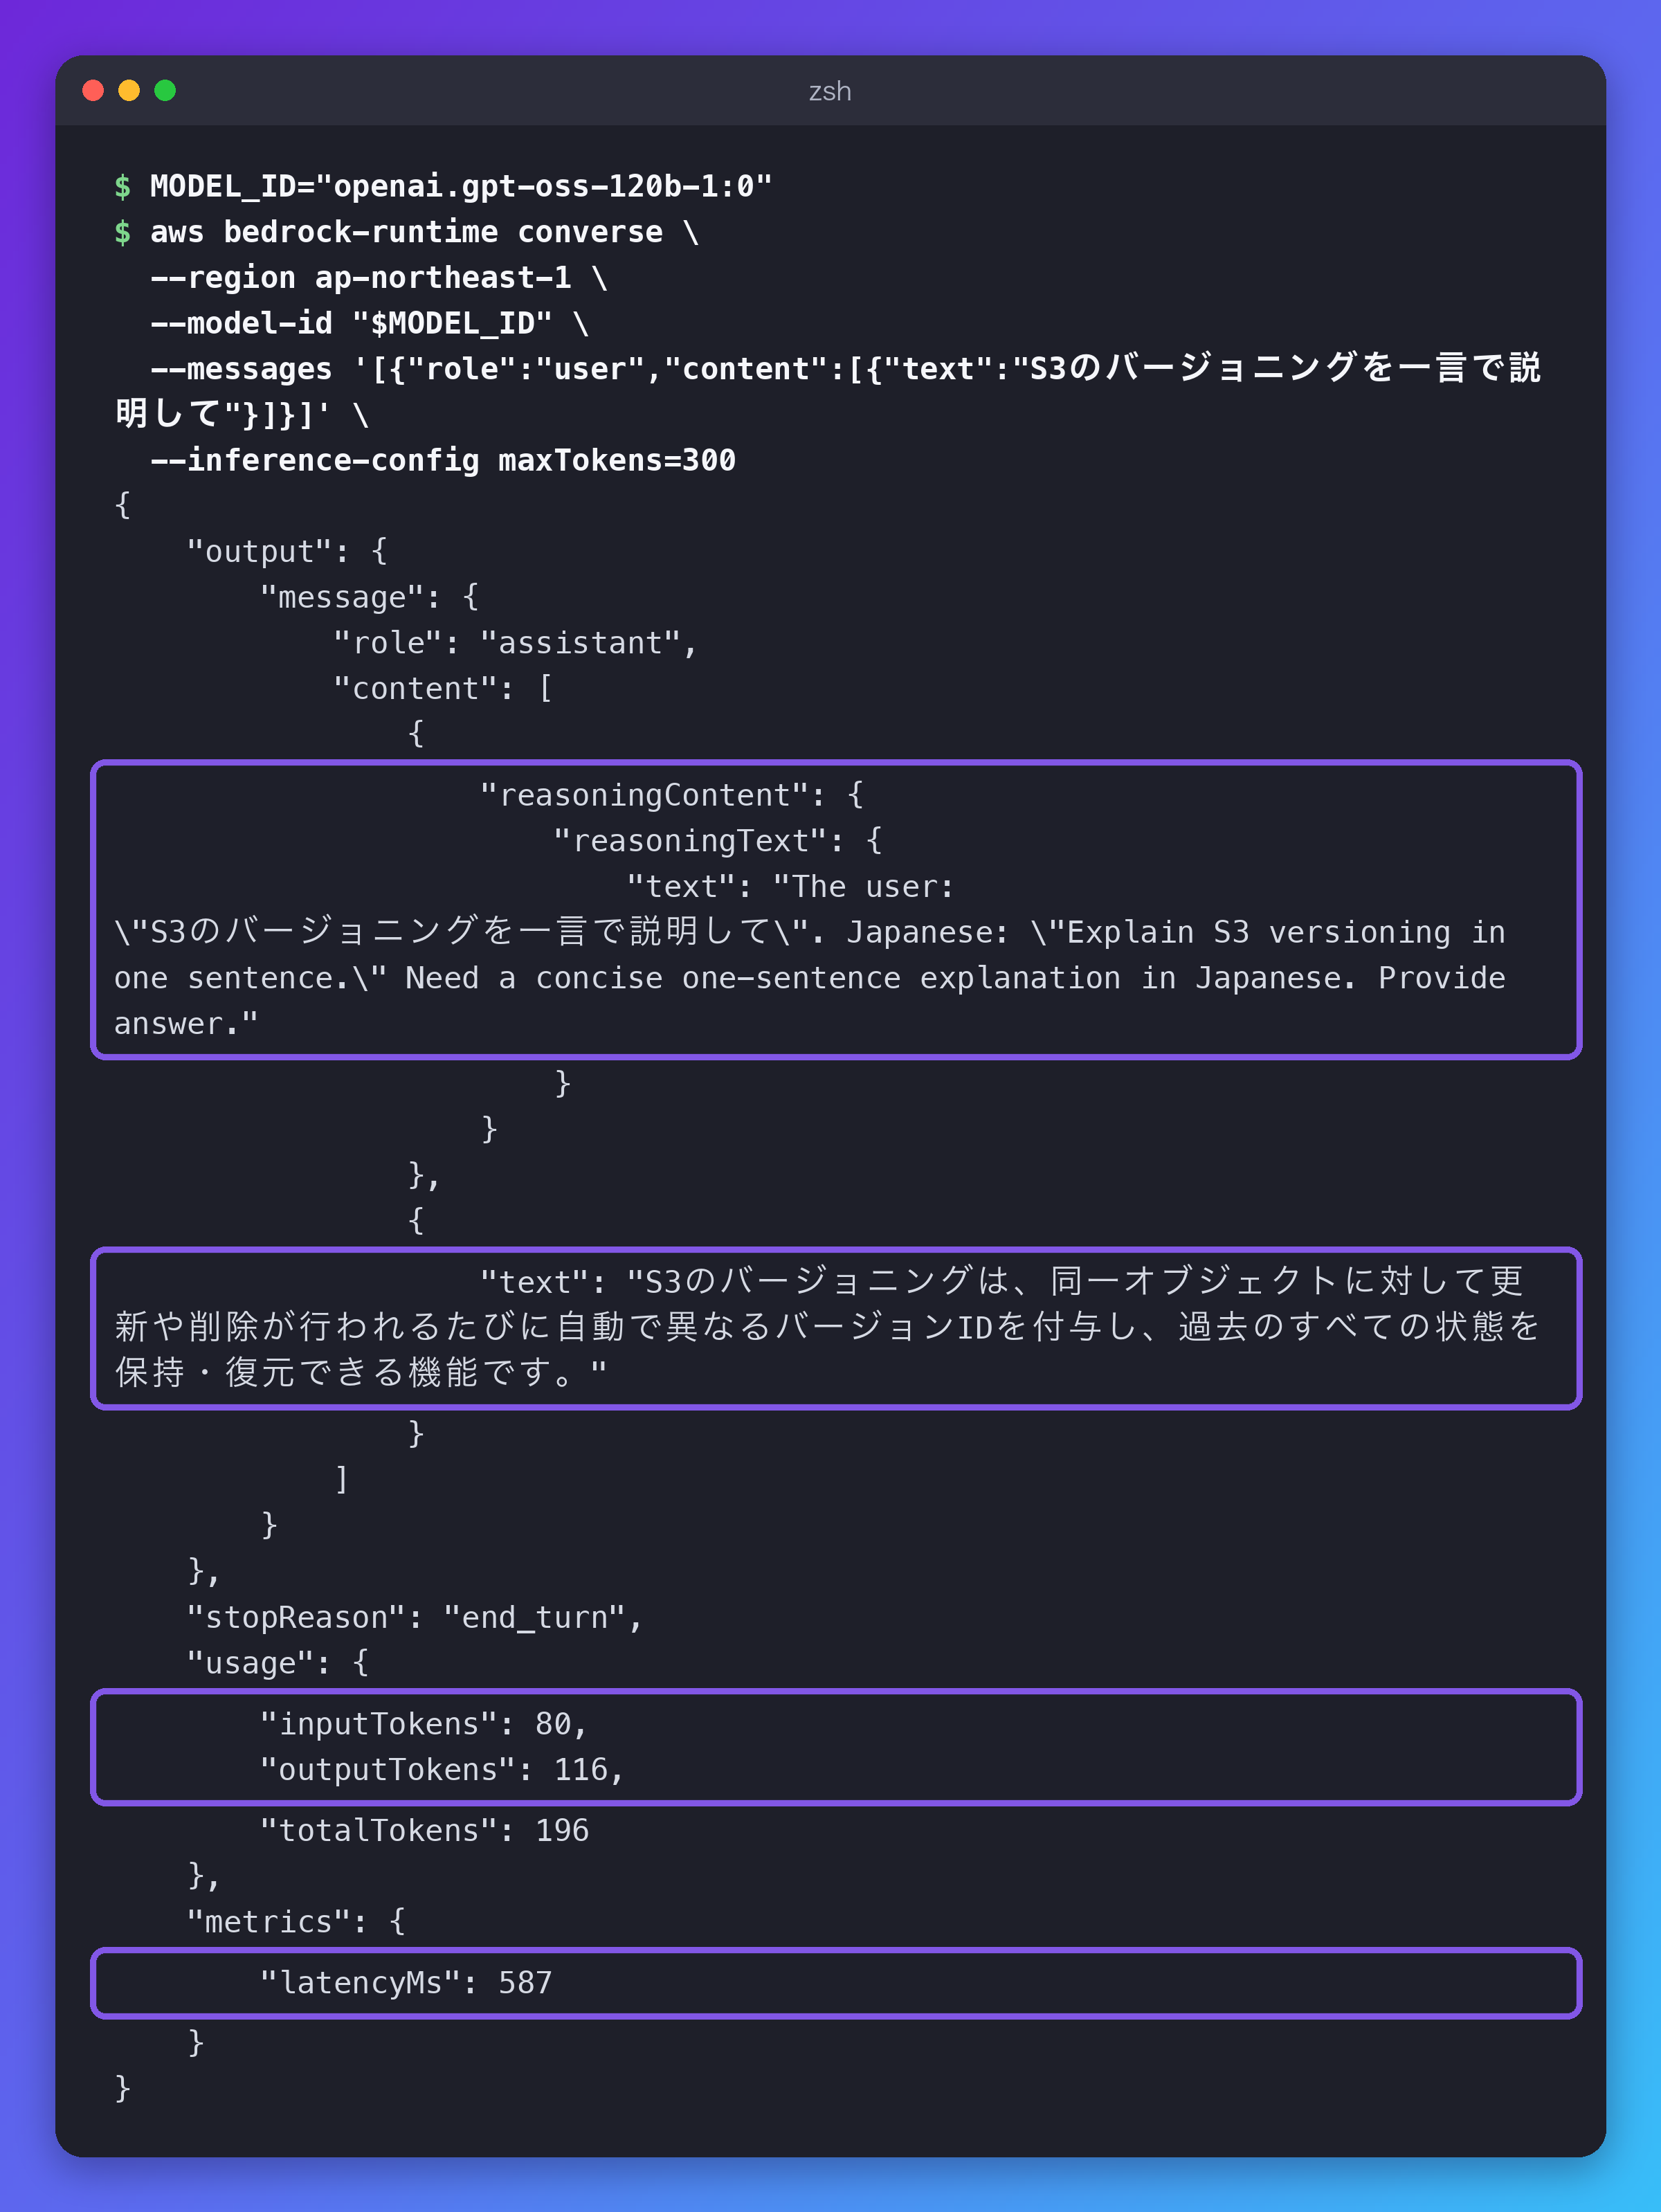 zsh
$ MODEL_ID="openai.gpt-oss-120b-1:0"
$ aws bedrock-runtime converse \
  --region ap-northeast-1 \
  --model-id "$MODEL_ID" \
  --messages '[{"role":"user","content":[{"text":"S3のバージョニングを一言で説
明して"}]}]' \
  --inference-config maxTokens=300
{
    "output": {
        "message": {
            "role": "assistant",
            "content": [
                {
                    "reasoningContent": {
                        "reasoningText": {
                            "text": "The user:
\"S3のバージョニングを一言で説明して\". Japanese: \"Explain S3 versioning in
one sentence.\" Need a concise one-sentence explanation in Japanese. Provide
answer."
                        }
                    }
                },
                {
                    "text": "S3のバージョニングは、同一オブジェクトに対して更
新や削除が行われるたびに自動で異なるバージョンIDを付与し、過去のすべての状態を
保持・復元できる機能です。"
                }
            ]
        }
    },
    "stopReason": "end_turn",
    "usage": {
        "inputTokens": 80,
        "outputTokens": 116,
        "totalTokens": 196
    },
    "metrics": {
        "latencyMs": 587
    }
}